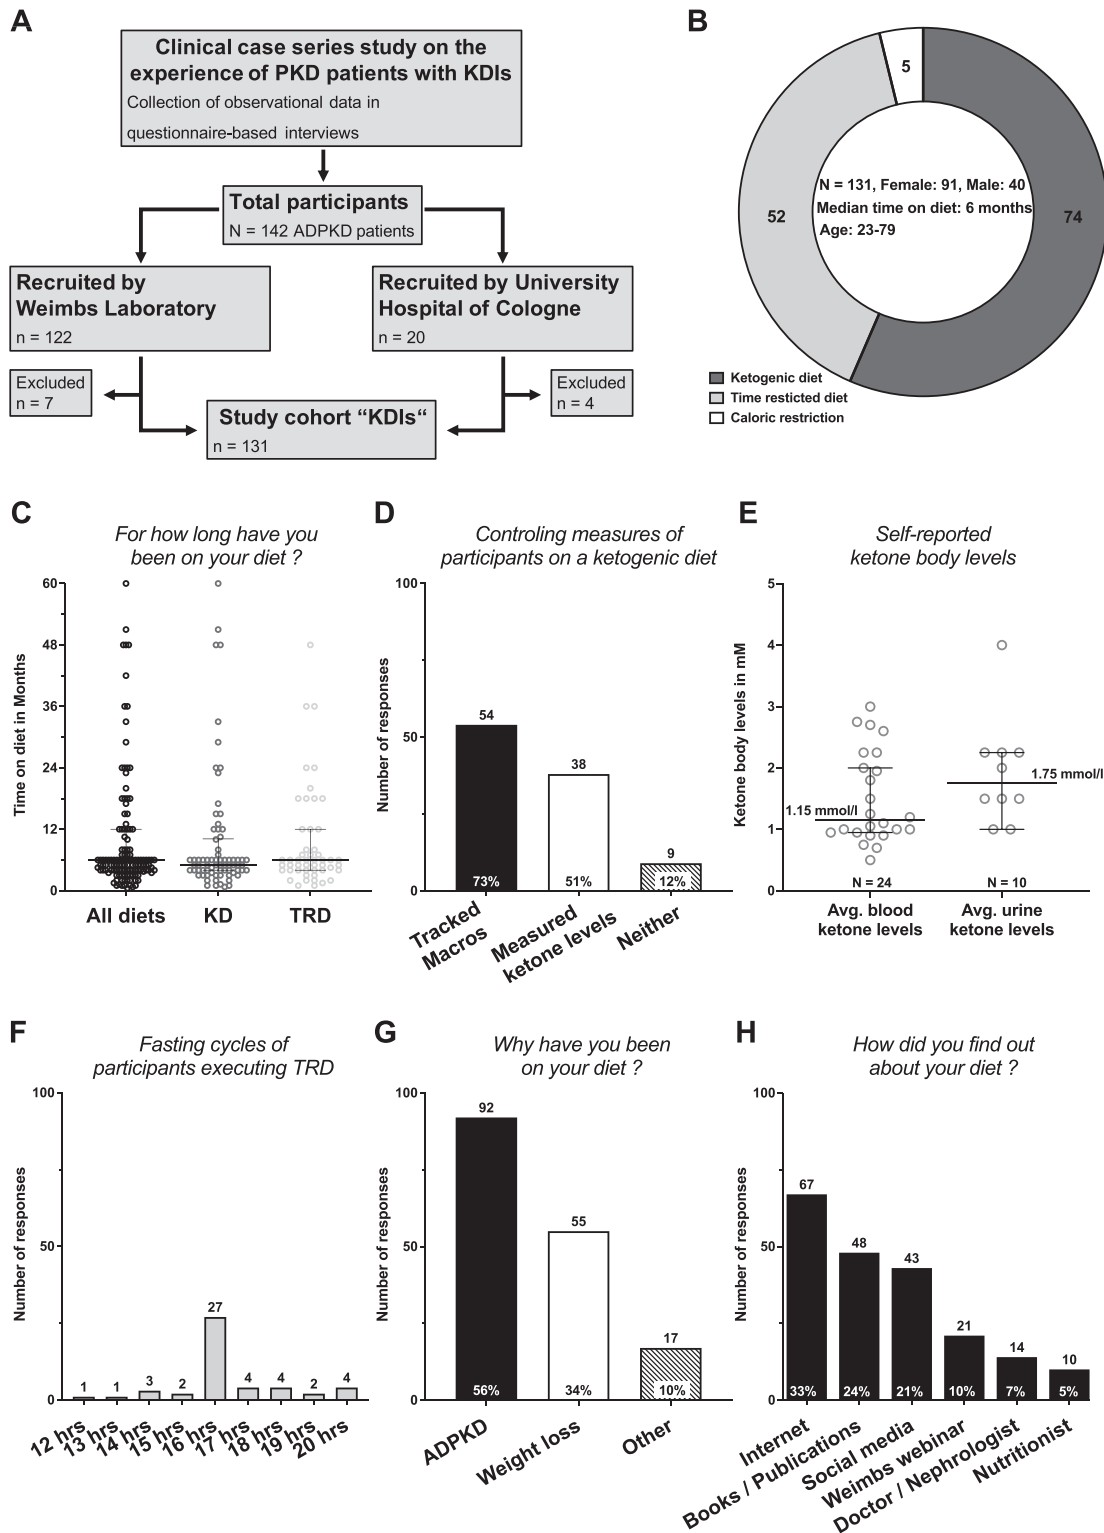 A
Clinical case series study on the
experience of PKD patients with KDIs
Collection of observational data in
questionnaire-based interviews
Total participants
N = 142 ADPKD patients
Recruited by
Weimbs Laboratory
n = 122
Recruited by University
Hospital of Cologne
n = 20
Excluded
n = 7
Excluded
n = 4
Study cohort “KDIs“
n = 131
B
5
52
74
N = 131, Female: 91, Male: 40
Median time on diet: 6 months
Age: 23-79
Ketogenic diet
Time resticted diet
Caloric restriction
C
For how long have you
been on your diet ?
Time on diet in Months
60
48
36
24
12
0
All diets
KD
TRD
D
Controling measures of
participants on a ketogenic diet
Number of responses
100
50
0
54
38
9
73%
51%
12%
Tracked
Macros
Measured
ketone levels
Neither
E
Self-reported
ketone body levels
Ketone body levels in mM
5
4
3
2
1
0
1.15 mmol/l
1.75 mmol/l
N = 24
N = 10
Avg. blood
ketone levels
Avg. urine
ketone levels
F
Fasting cycles of
participants executing TRD
Number of responses
100
50
0
1
1
3
2
27
4
4
2
4
12 hrs
13 hrs
14 hrs
15 hrs
16 hrs
17 hrs
18 hrs
19 hrs
20 hrs
G
Why have you been
on your diet ?
Number of responses
100
50
0
92
55
17
56%
34%
10%
ADPKD
Weight loss
Other
H
How did you find out
about your diet ?
Number of responses
100
50
0
67
48
43
21
14
10
33%
24%
21%
10%
7%
5%
Internet
Books / Publications
Social media
Weimbs webinar
Doctor / Nephrologist
Nutritionist